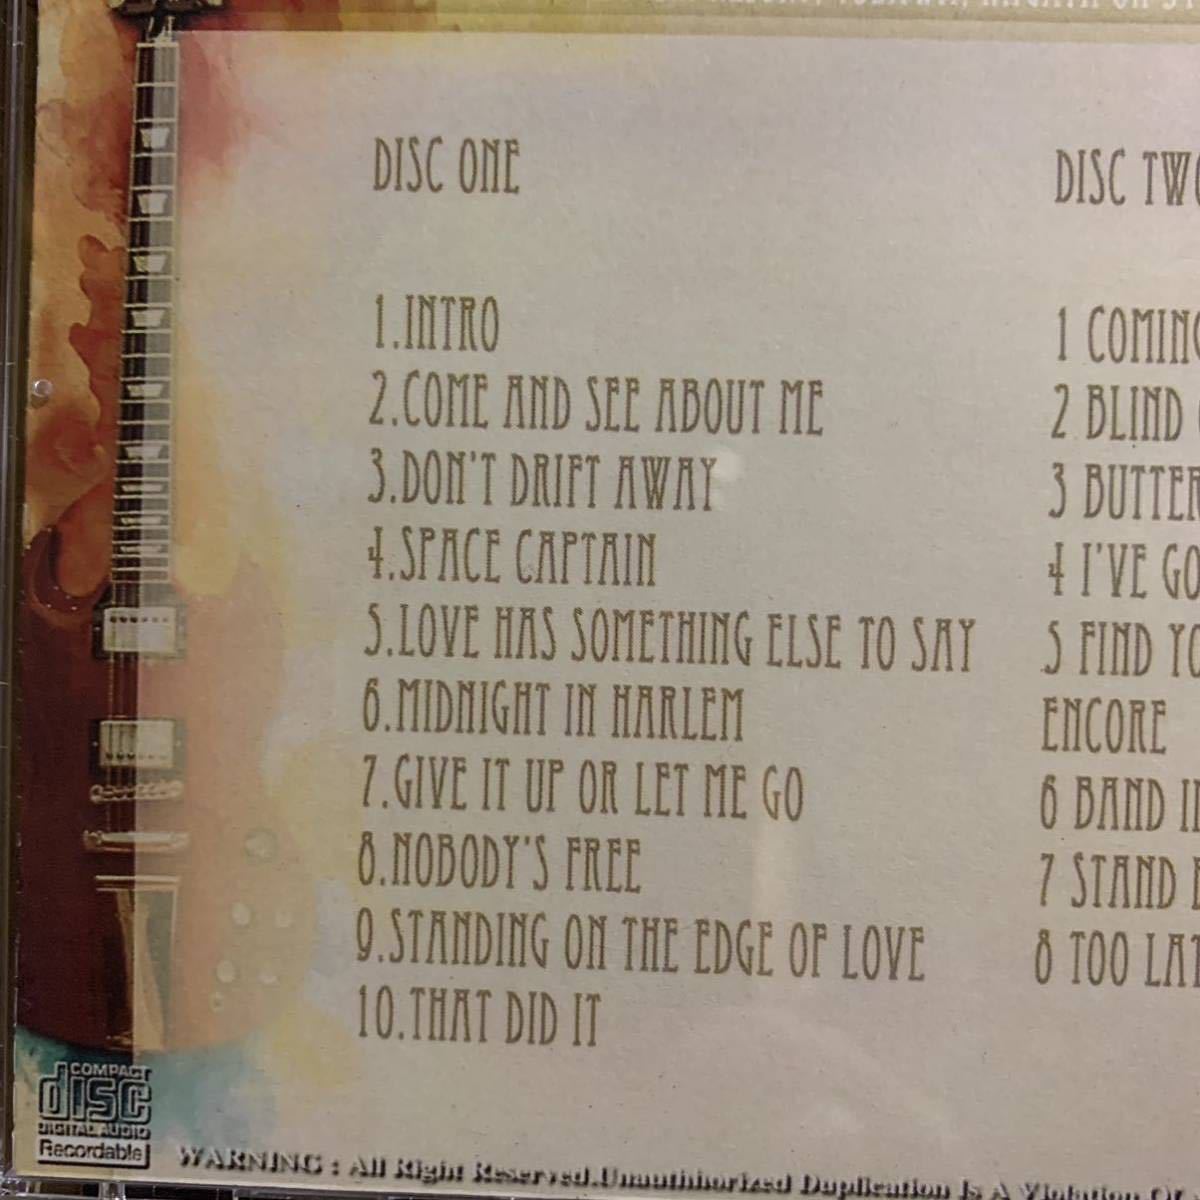 DISC ONE
1.INTRO
2.COME AND SEE ABOUT ME
3.DON'T DRIFT AWAY
4.SPACE CAPTAIN
5.LOVE HAS SOMETHING ELSE TO SAY
6.MIDNIGHT IN HARLEM
7.GIVE IT UP OR LET ME GO
8.NOBODY'S FREE
9.STANDING ON THE EDGE OF LOVE
10.THAT DID IT
DISC TWO
1 COMING
2 BLIND
3 BUTTER
4 I'VE GO
5 FIND YO
ENCORE
6 BAND I
7 STAND
8 TOO LAT
COMPACT
disc
DIGITAL AUDIO
Recordable
WARNING : All Right Reserved.Unauthhorized Duplication Is A Violation Of